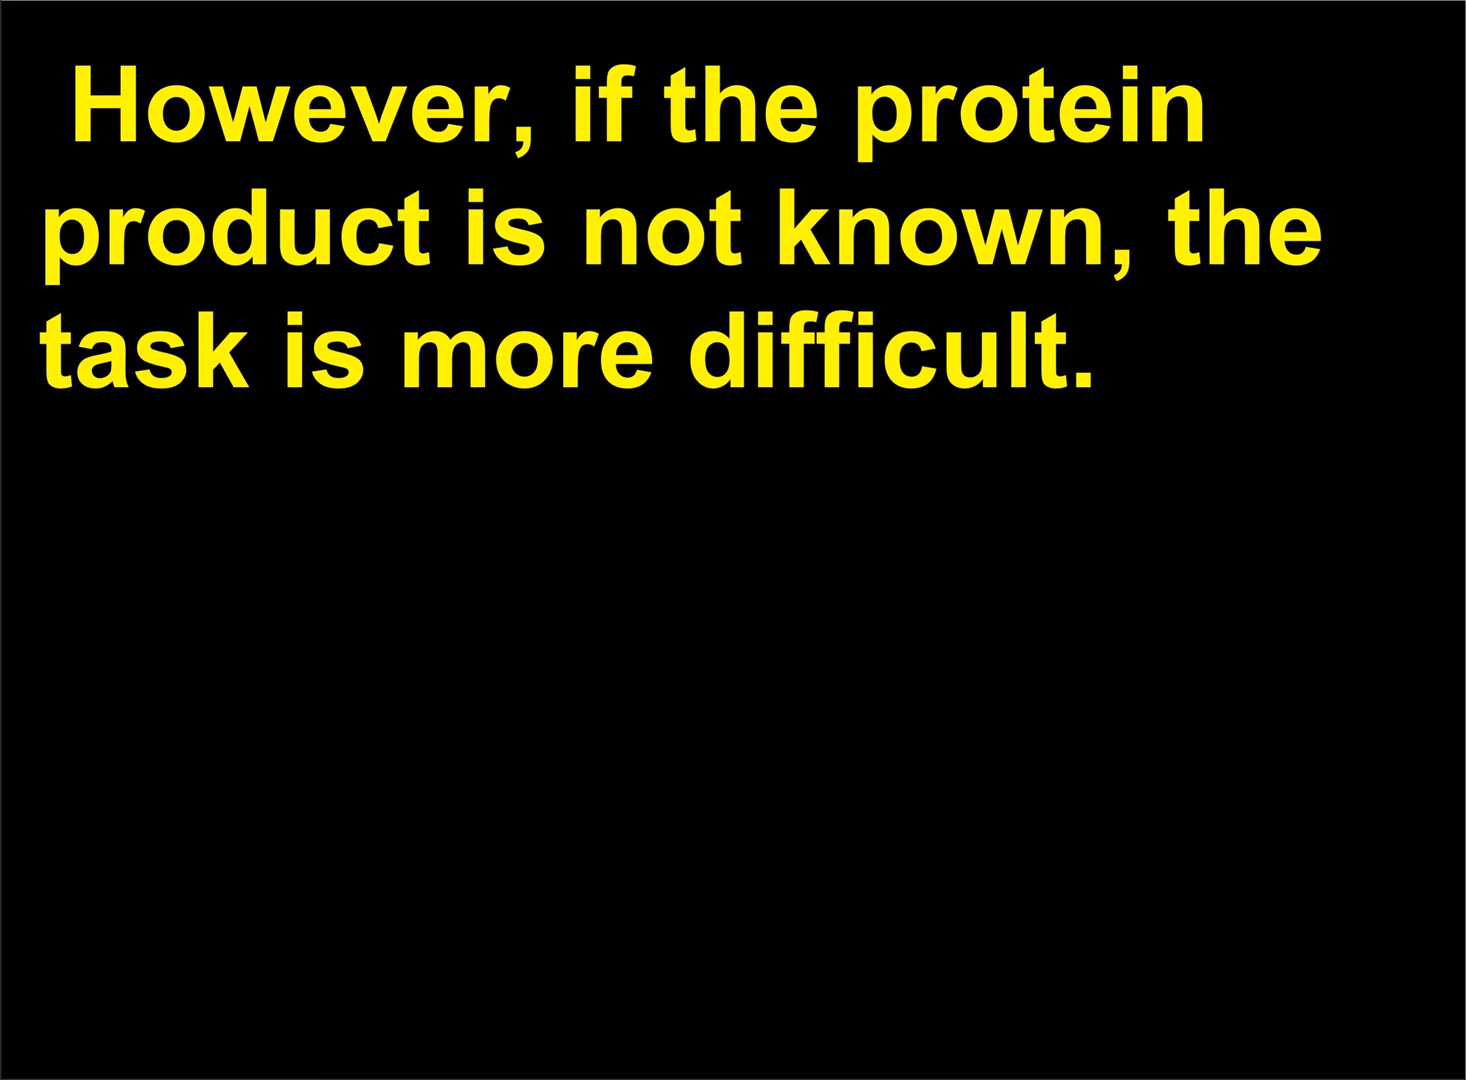 However, if the protein
product is not known, the
task is more difficult.